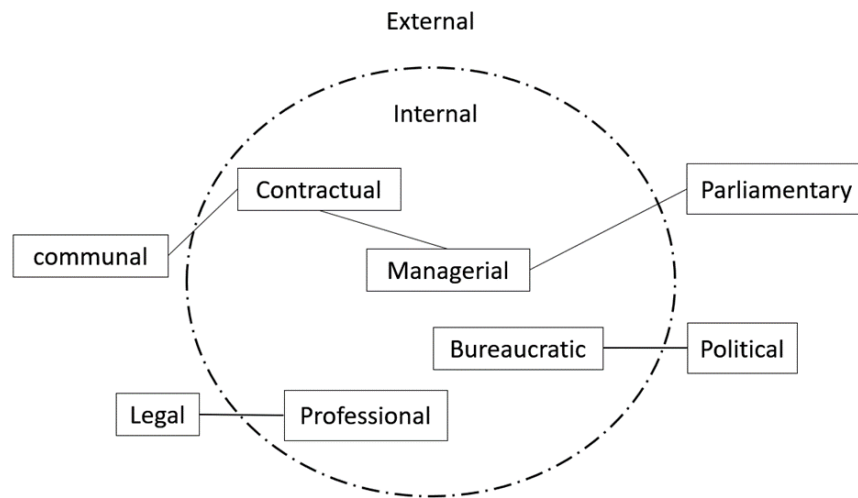 External
Internal
Contractual
Parliamentary
communal
Managerial
Bureaucratic
Political
Legal
Professional